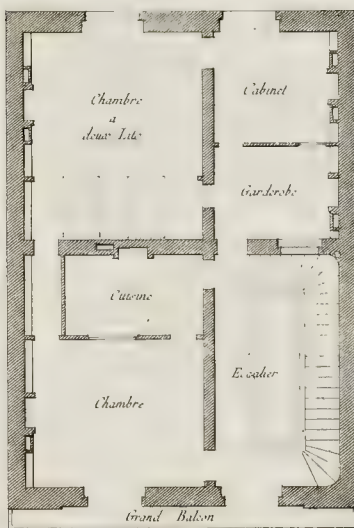 Chambre
a
deux Lits
Cabinet
Garderobe
Cuisine
Chambre
Escalier
Grand Balcon